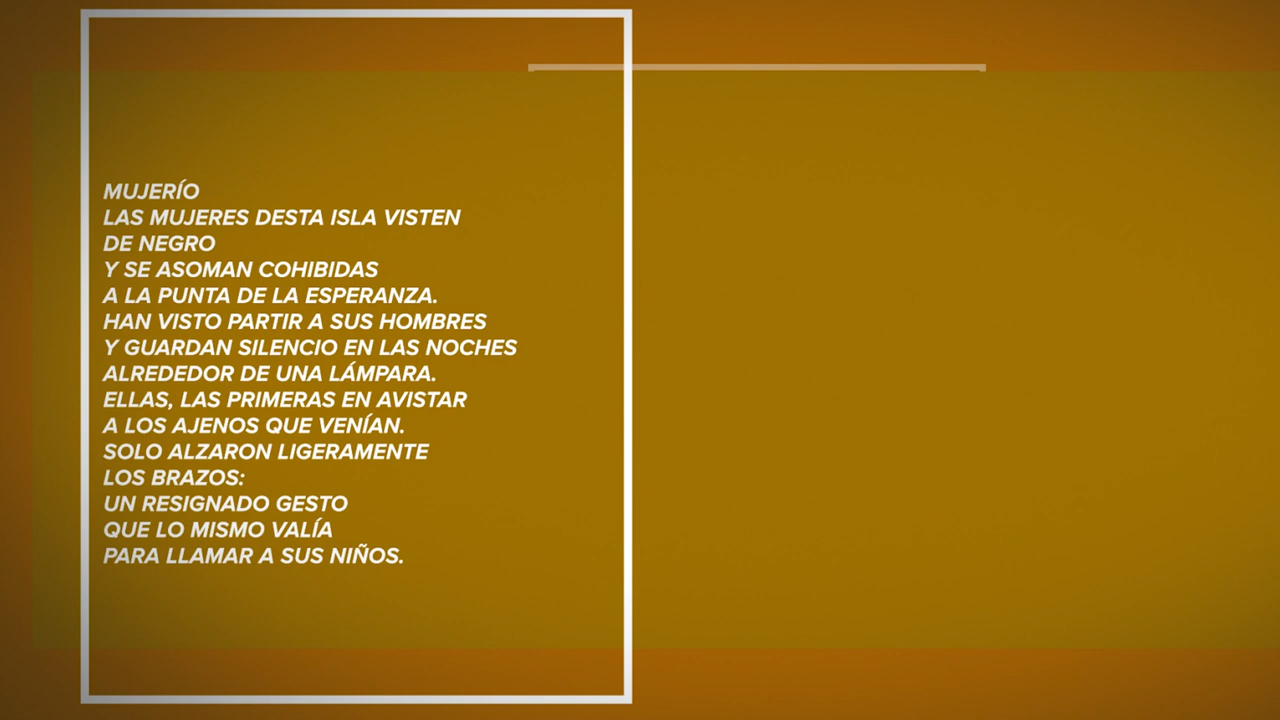 MUJERÍO
LAS MUJERES DESTA ISLA VISTEN
DE NEGRO
Y SE ASOMAN COHIBIDAS
A LA PUNTA DE LA ESPERANZA.
HAN VISTO PARTIR A SUS HOMBRES
Y GUARDAN SILENCIO EN LAS NOCHES
ALREDEDOR DE UNA LÁMPARA.
ELLAS, LAS PRIMERAS EN AVISTAR
A LOS AJENOS QUE VENÍAN.
SOLO ALZARON LIGERAMENTE
LOS BRAZOS:
UN RESIGNADO GESTO
QUE LO MISMO VALÍA
PARA LLAMAR A SUS NIÑOS.